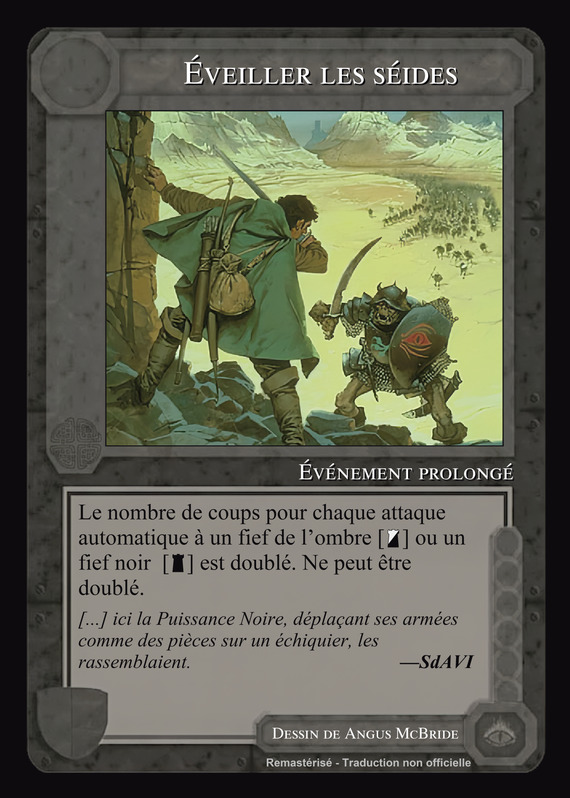 Éveiller les séides
Événement prolongé
Le nombre de coups pour chaque attaque
automatique à un fief de l’ombre [ ] ou un
fief noir [ ] est doublé. Ne peut être
doublé.
[...] ici la Puissance Noire, déplaçant ses armées
comme des pièces sur un échiquier, les
rassemblaient. —SdAVI
Dessin de Angus McBride
Remastérisé - Traduction non officielle